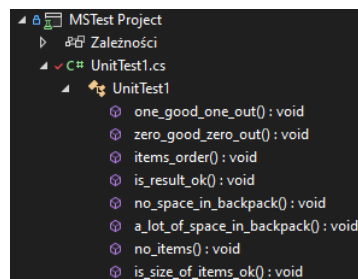 MSTest Project
Zależności
C# UnitTest1.cs
UnitTest1
one_good_one_out() : void
zero_good_zero_out() : void
items_order() : void
is_result_ok() : void
no_space_in_backpack() : void
a_lot_of_space_in_backpack() : void
no_items() : void
is_size_of_items_ok() : void